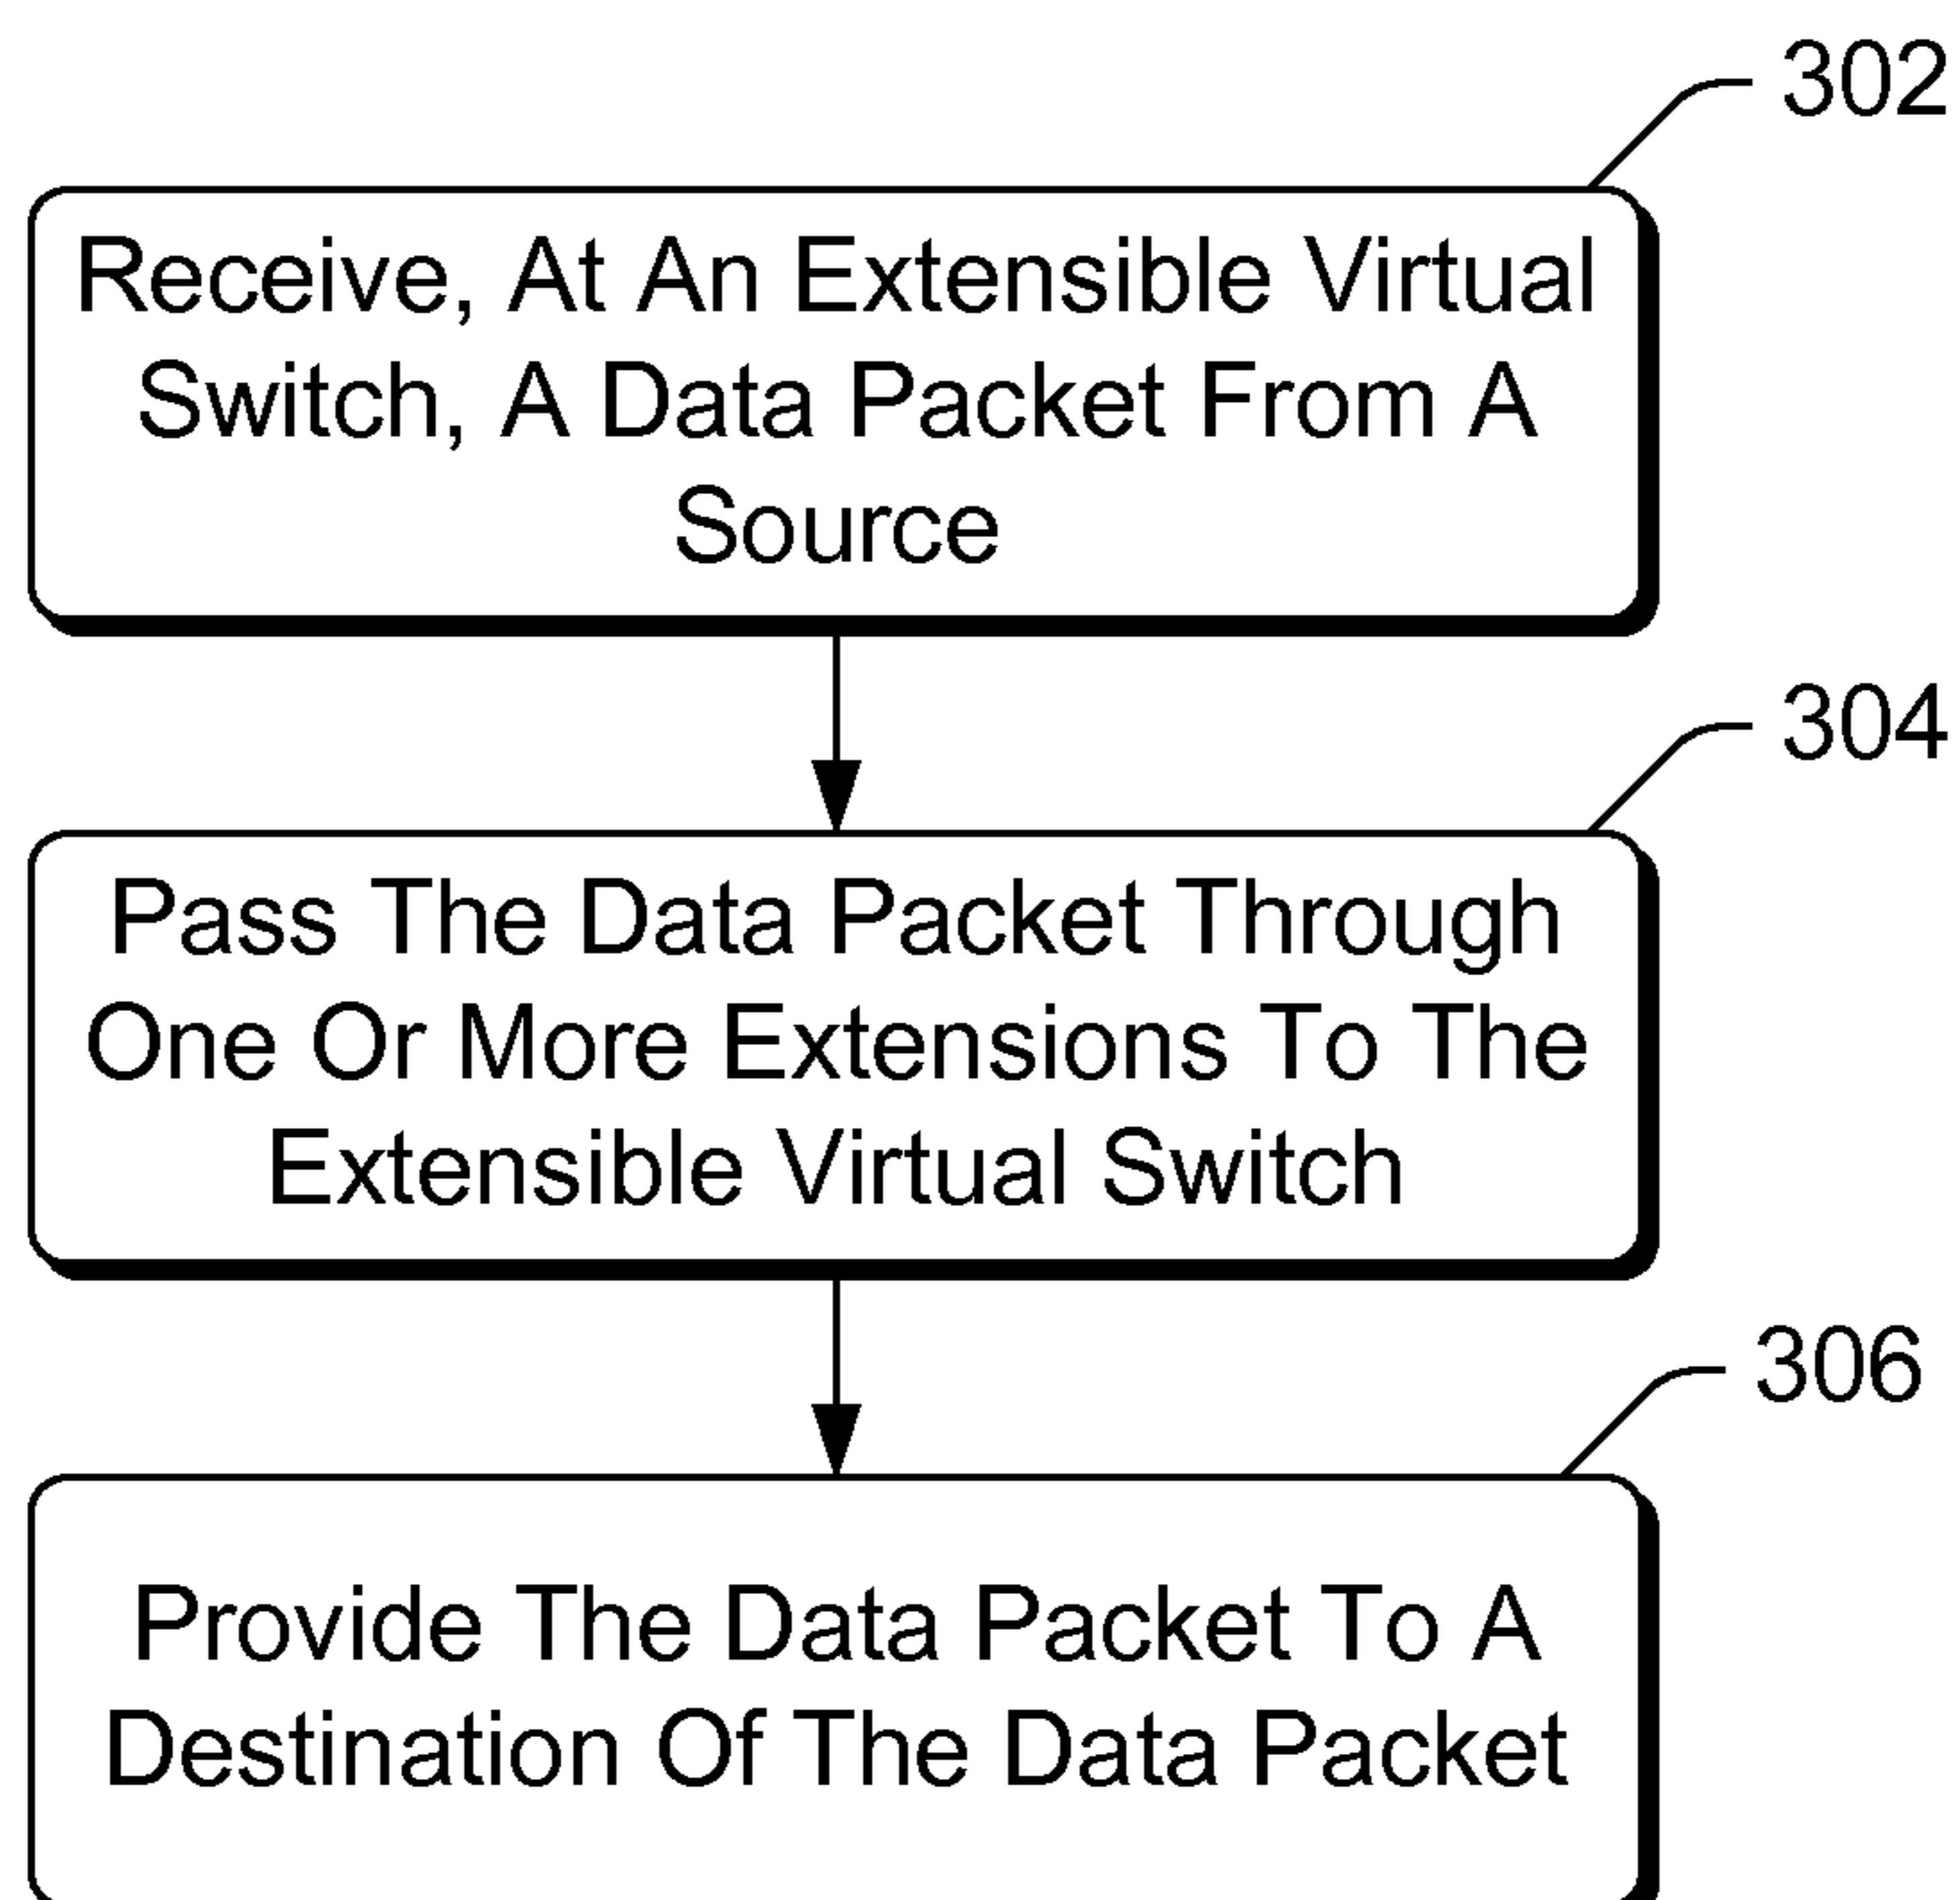 302
Receive, At An Extensible Virtual
Switch, A Data Packet From A
Source
304
Pass The Data Packet Through
One Or More Extensions To The
Extensible Virtual Switch
306
Provide The Data Packet To A
Destination Of The Data Packet